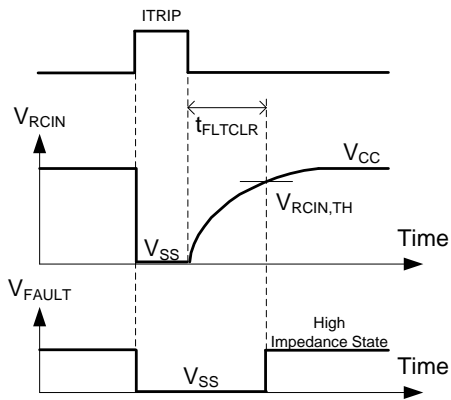 ITRIP
VRCIN
tFLTCLR
VCC
VRCIN,TH
VSS
Time
VFAULT
High
Impedance State
VSS
Time